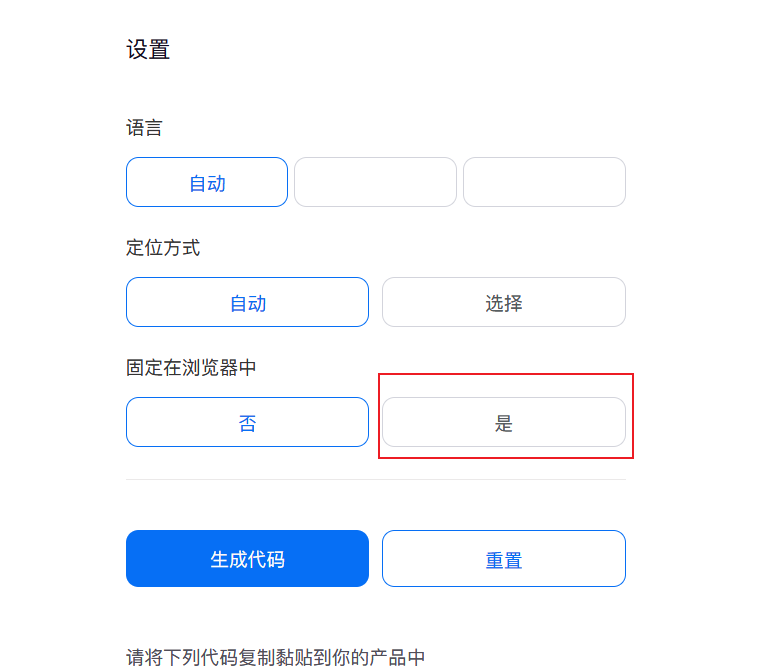 设置
语言
自动
定位方式
自动 选择
固定在浏览器中
否 是
生成代码 重置
请将下列代码复制黏贴到你的产品中